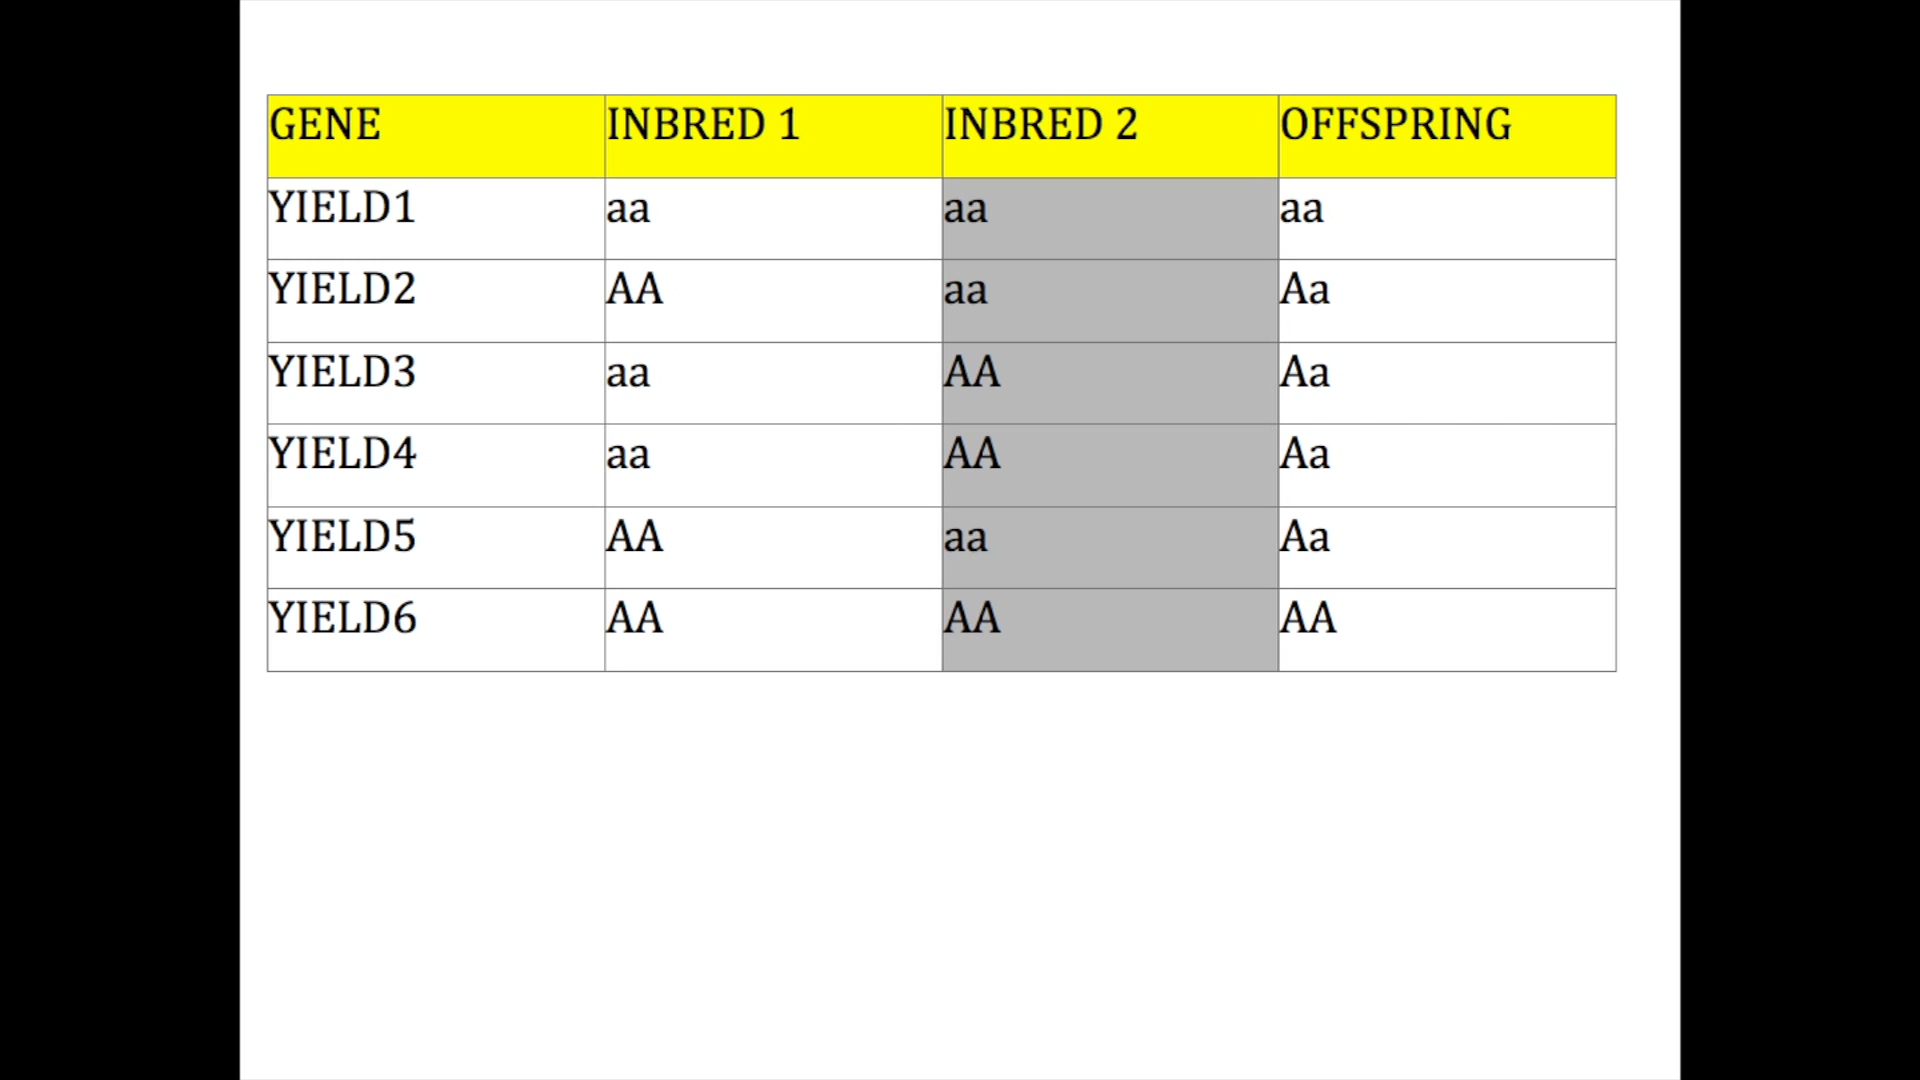 GENE INBRED 1 INBRED 2 OFFSPRING
YIELD1 aa aa aa
YIELD2 AA aa Aa
YIELD3 aa AA Aa
YIELD4 aa AA Aa
YIELD5 AA aa Aa
YIELD6 AA AA AA